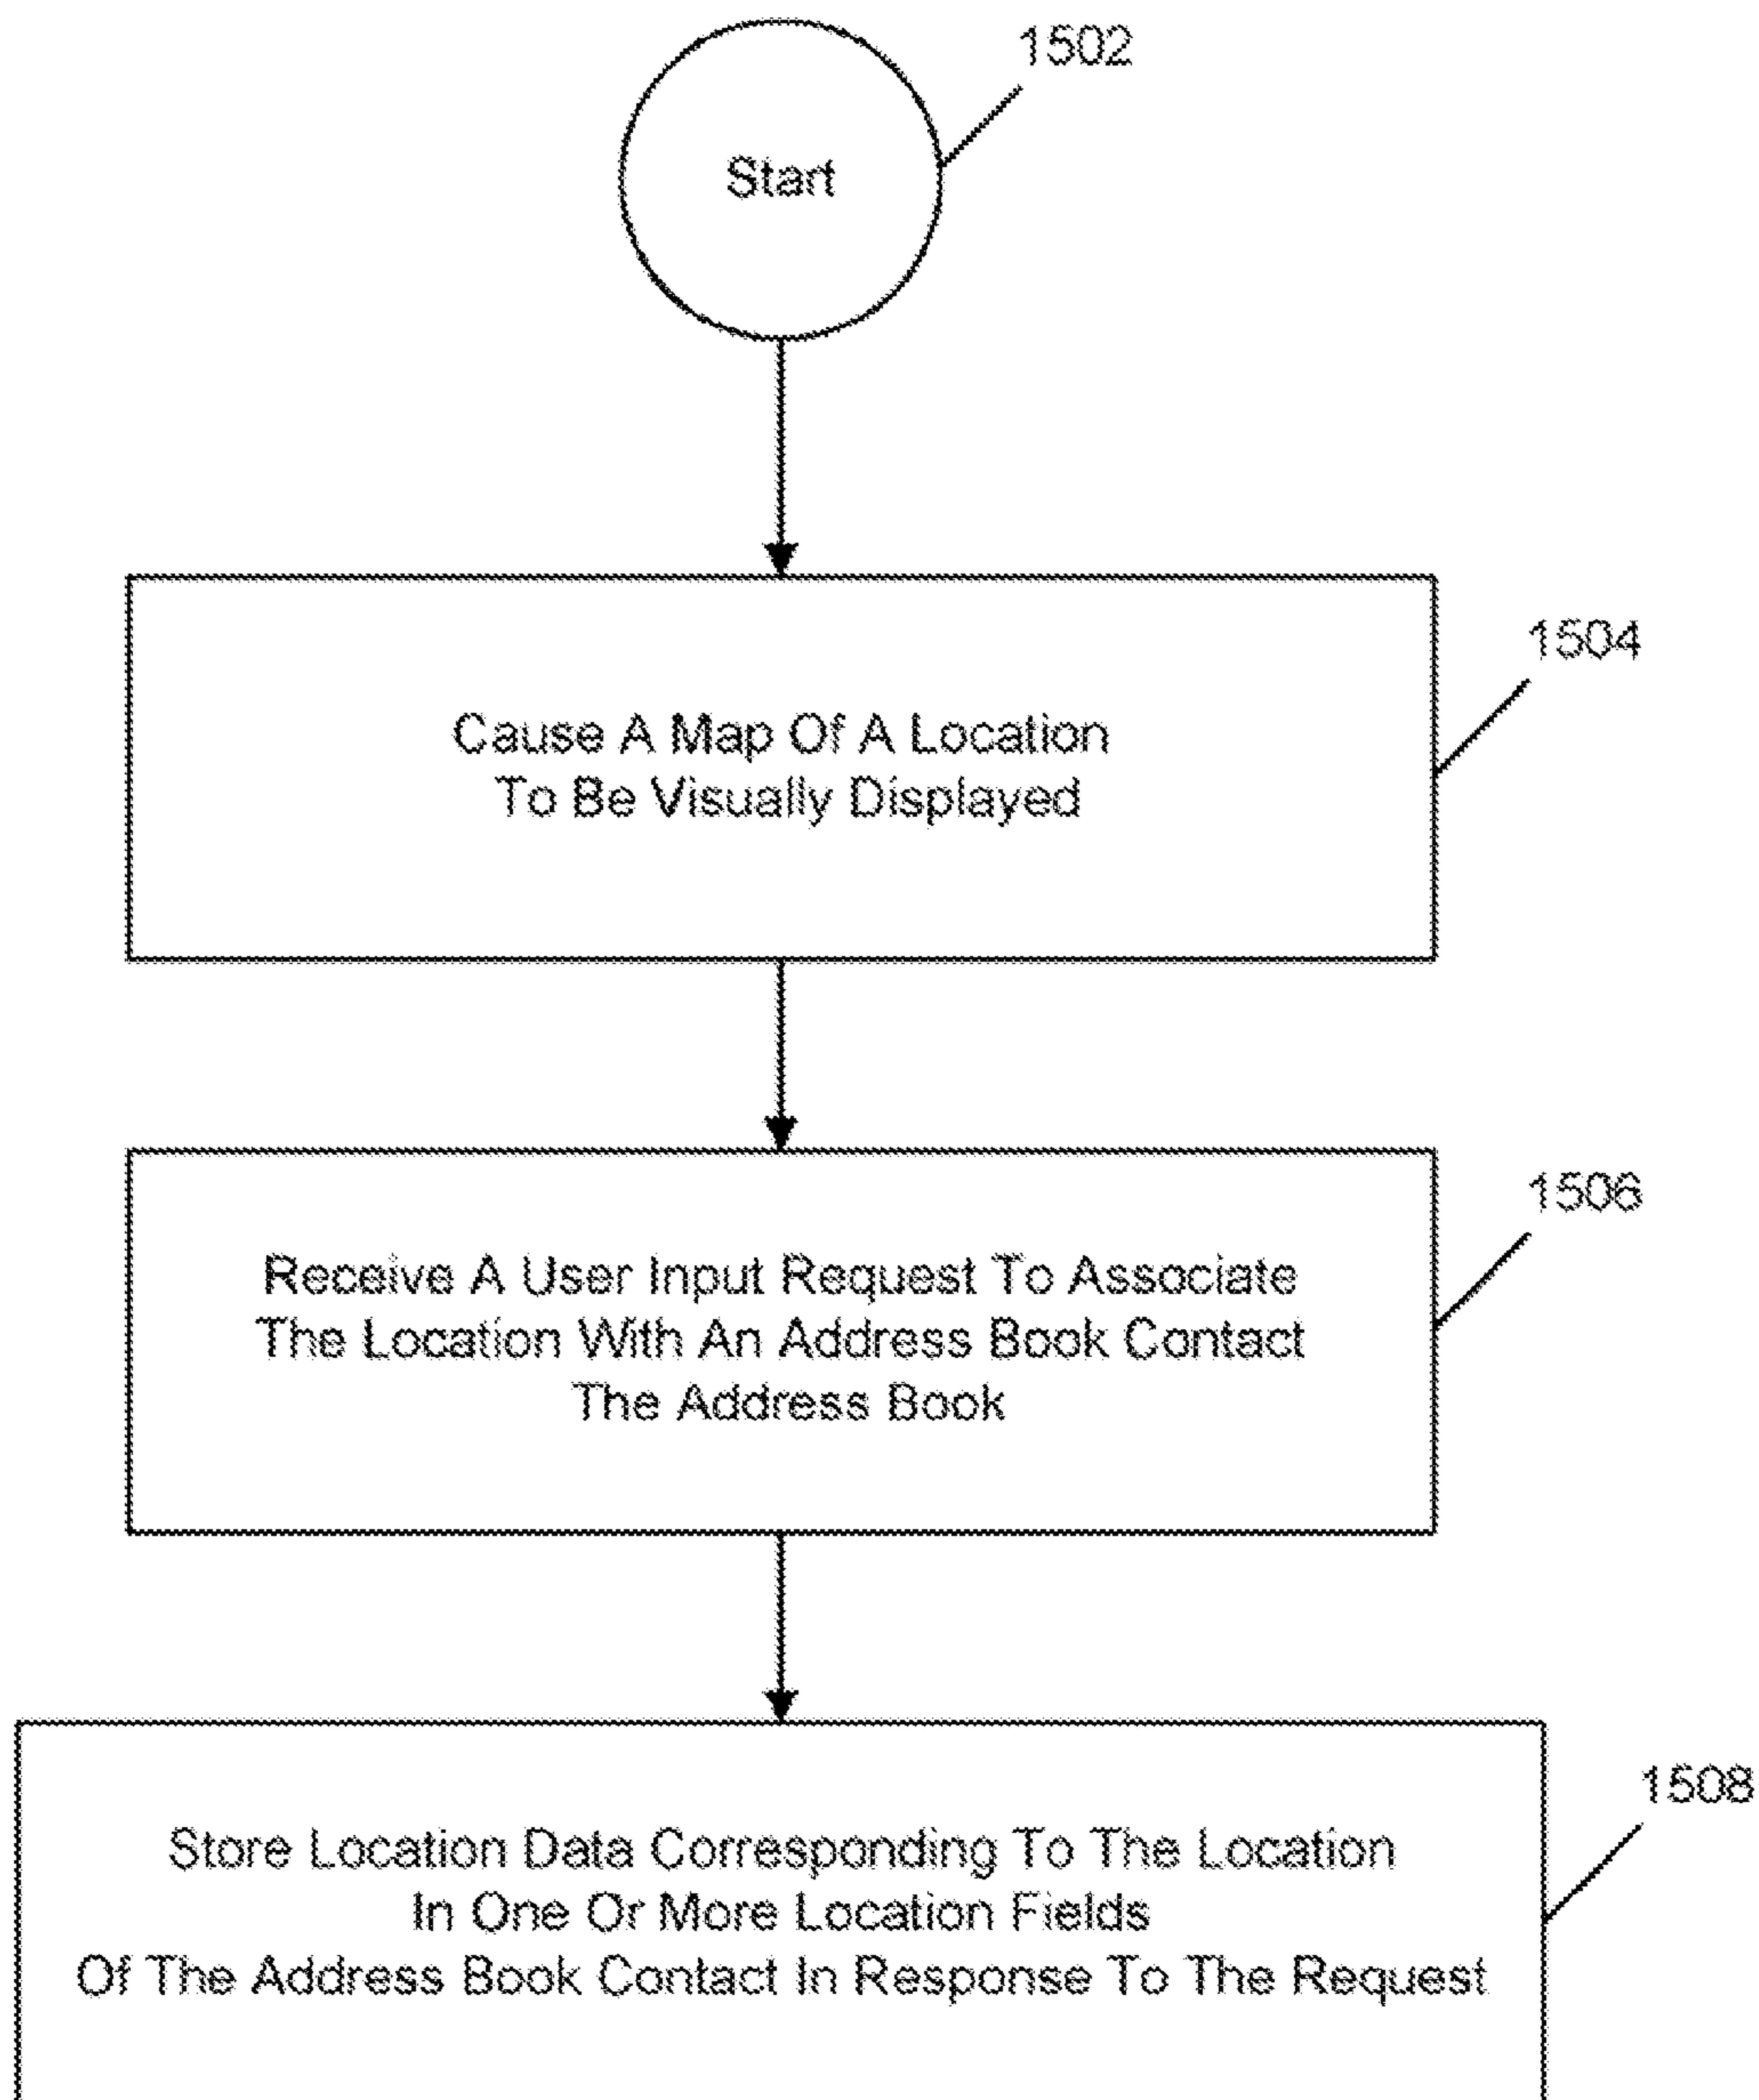 1502
Start
1504
Cause A Map Of A Location
To Be Visually Displayed
1506
Receive A User Input Request To Associate
The Location With An Address Book Contact
The Address Book
1508
Store Location Data Corresponding To The Location
In One Or More Location Fields
Of The Address Book Contact In Response To The Request